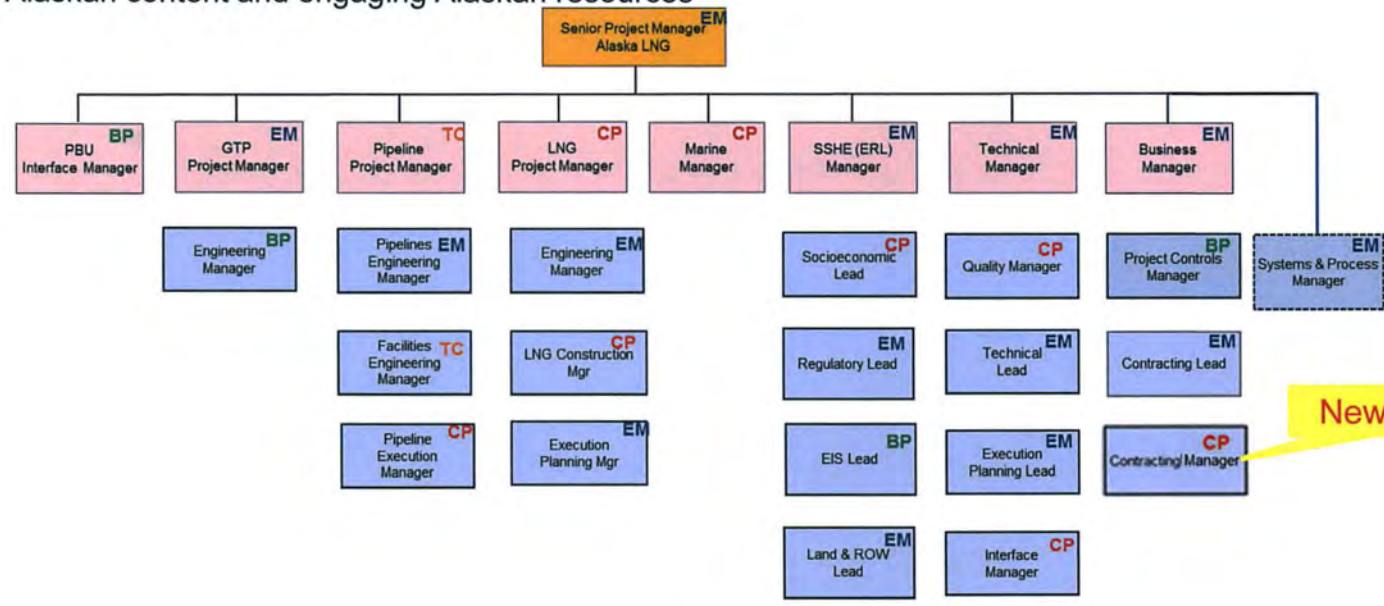 Alaskan content and engaging Alaskan resources
EM
Senior Project Manager
Alaska LNG
BP
PBU
Interface Manager
EM
GTP
Project Manager
TC
Pipeline
Project Manager
CP
LNG
Project Manager
CP
Marine
Manager
EM
SSHE (ERL)
Manager
EM
Technical
Manager
EM
Business
Manager
BP
Engineering
Manager
Pipelines EM
Engineering
Manager
EM
Engineering
Manager
CP
Socioeconomic
Lead
CP
Quality Manager
BP
Project Controls
Manager
EM
Systems & Process
Manager
Facilities TC
Engineering
Manager
CP
LNG Construction
Mgr
EM
Regulatory Lead
EM
Technical
Lead
EM
Contracting Lead
New
CP
Pipeline
Execution
Manager
EM
Execution
Planning Mgr
BP
EIS Lead
EM
Execution
Planning Lead
CP
Contracting Manager
EM
Land & ROW
Lead
CP
Interface
Manager